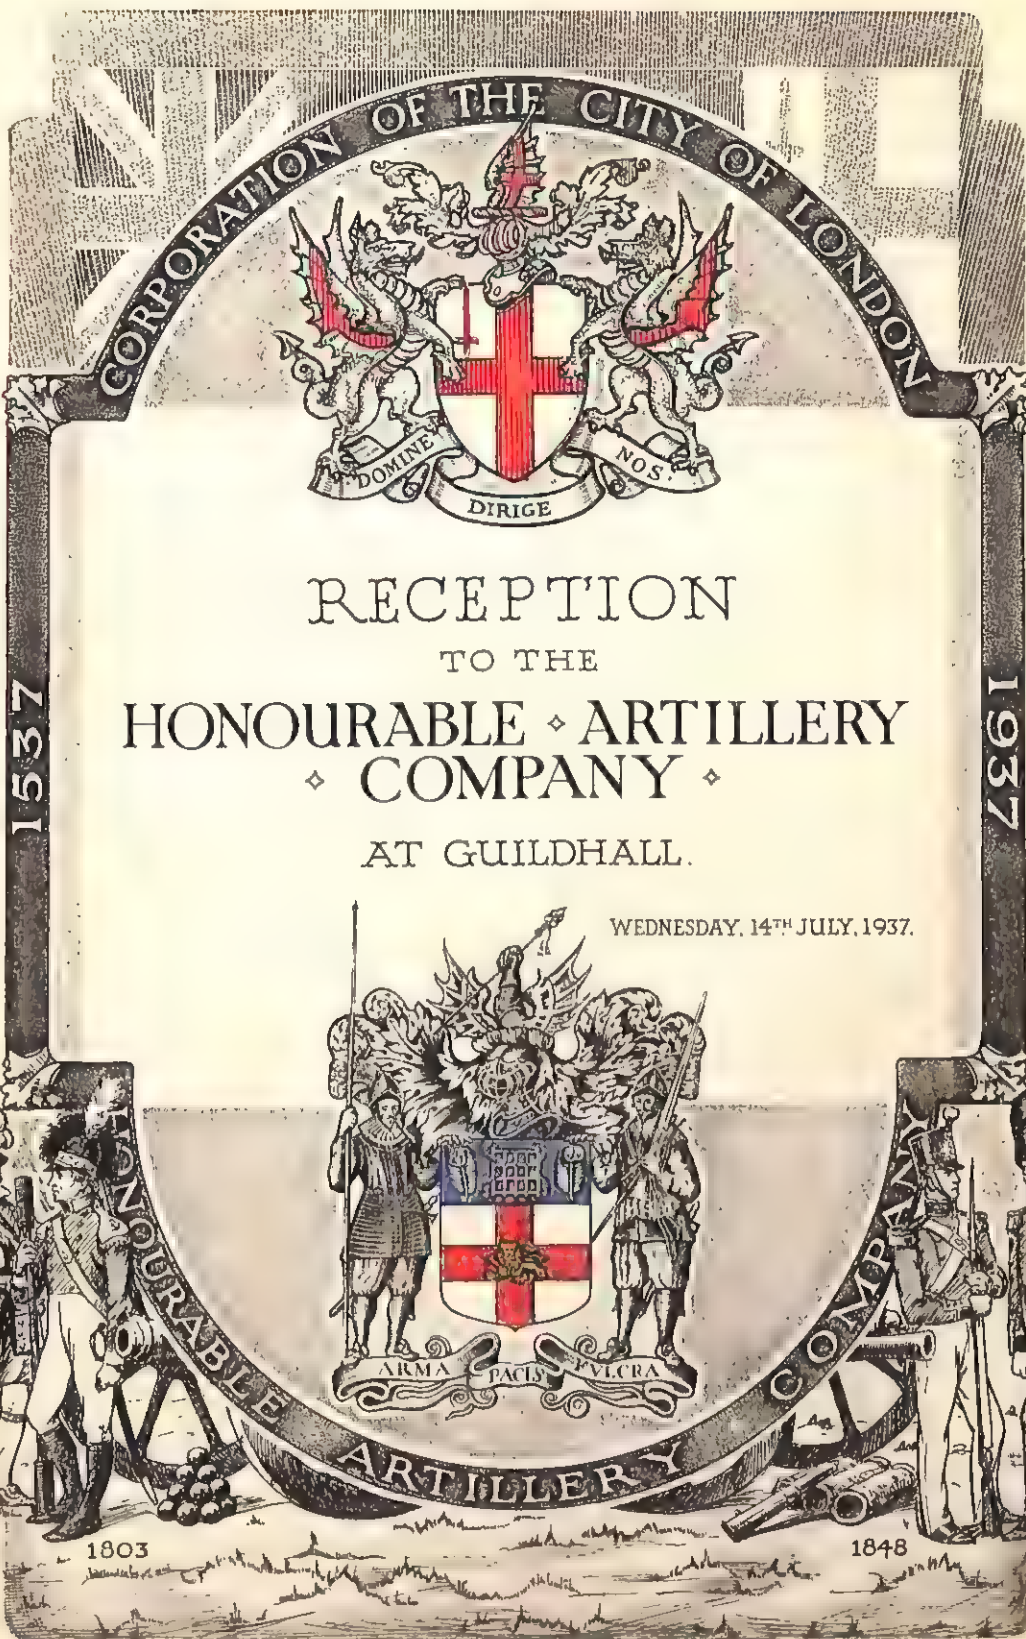 CORPORATION OF THE CITY OF LONDON
DOMINE
DIRIGE
NOS
RECEPTION
TO THE
HONOURABLE ⋄ ARTILLERY
⋄ COMPANY ⋄
AT GUILDHALL.
WEDNESDAY, 14TH JULY, 1937.
1537
1937
ARMA
PACIS
FVLCRA
HONOURABLE
ARTILLERY
COMPANY
1803
1848